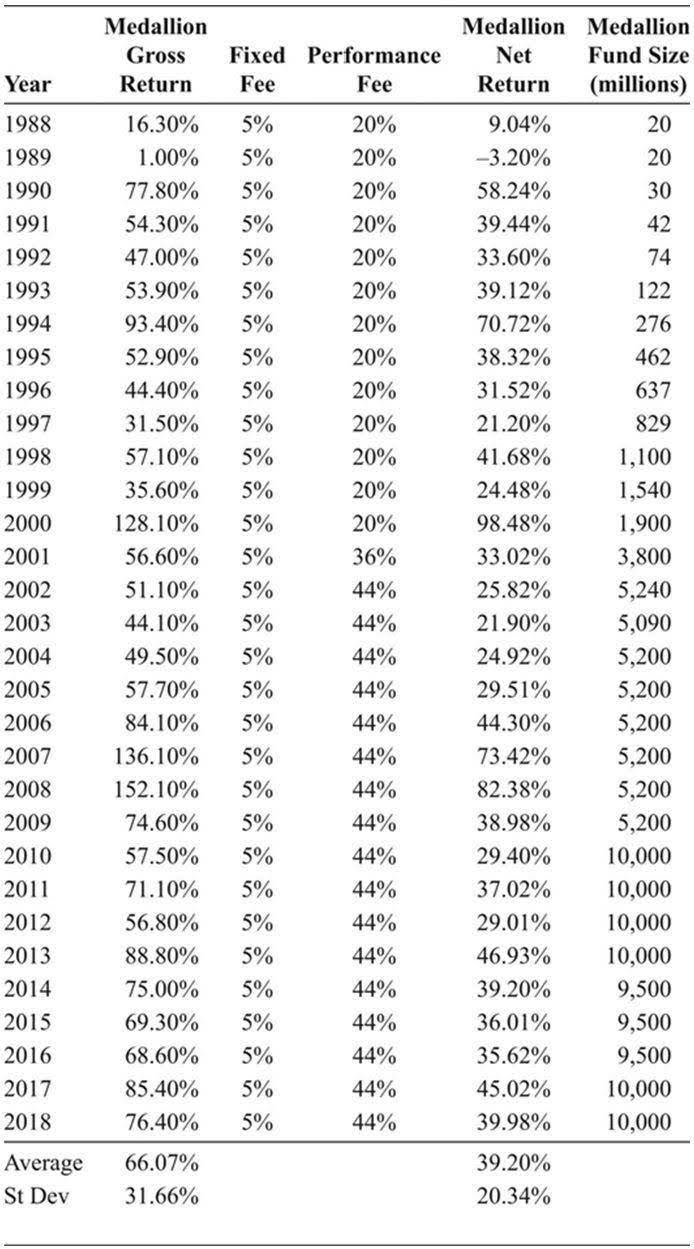 Medallion Medallion Medallion
Gross Fixed Performance Net Fund Size
Year Return Fee Fee Return (millions)
1988 16.30% 5% 20% 9.04% 20
1989 1.00% 5% 20% –3.20% 20
1990 77.80% 5% 20% 58.24% 30
1991 54.30% 5% 20% 39.44% 42
1992 47.00% 5% 20% 33.60% 74
1993 53.90% 5% 20% 39.12% 122
1994 93.40% 5% 20% 70.72% 276
1995 52.90% 5% 20% 38.32% 462
1996 44.40% 5% 20% 31.52% 637
1997 31.50% 5% 20% 21.20% 829
1998 57.10% 5% 20% 41.68% 1,100
1999 35.60% 5% 20% 24.48% 1,540
2000 128.10% 5% 20% 98.48% 1,900
2001 56.60% 5% 36% 33.02% 3,800
2002 51.10% 5% 44% 25.82% 5,240
2003 44.10% 5% 44% 21.90% 5,090
2004 49.50% 5% 44% 24.92% 5,200
2005 57.70% 5% 44% 29.51% 5,200
2006 84.10% 5% 44% 44.30% 5,200
2007 136.10% 5% 44% 73.42% 5,200
2008 152.10% 5% 44% 82.38% 5,200
2009 74.60% 5% 44% 38.98% 5,200
2010 57.50% 5% 44% 29.40% 10,000
2011 71.10% 5% 44% 37.02% 10,000
2012 56.80% 5% 44% 29.01% 10,000
2013 88.80% 5% 44% 46.93% 10,000
2014 75.00% 5% 44% 39.20% 9,500
2015 69.30% 5% 44% 36.01% 9,500
2016 68.60% 5% 44% 35.62% 9,500
2017 85.40% 5% 44% 45.02% 10,000
2018 76.40% 5% 44% 39.98% 10,000
Average 66.07% 39.20%
St Dev 31.66% 20.34%